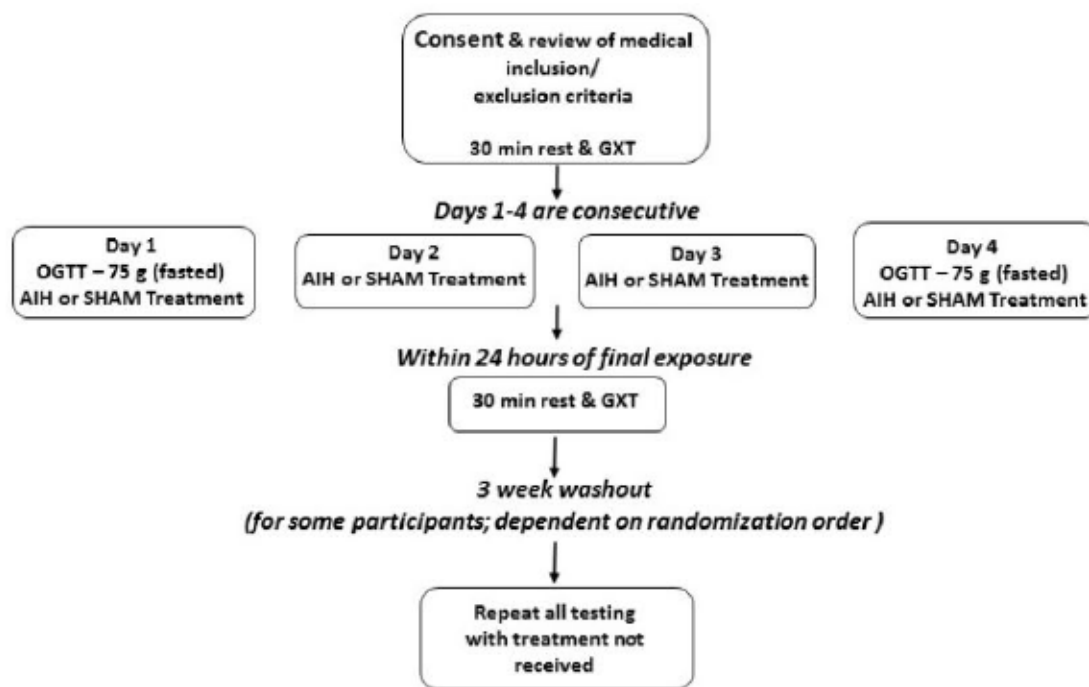 Consent & review of medical
inclusion/
exclusion criteria
30 min rest & GXT
Days 1-4 are consecutive
Day 1
OGTT – 75 g (fasted)
AIH or SHAM Treatment
Day 2
AIH or SHAM Treatment
Day 3
AIH or SHAM Treatment
Day 4
OGTT – 75 g (fasted)
AIH or SHAM Treatment
Within 24 hours of final exposure
30 min rest & GXT
3 week washout
(for some participants; dependent on randomization order )
Repeat all testing
with treatment not
received